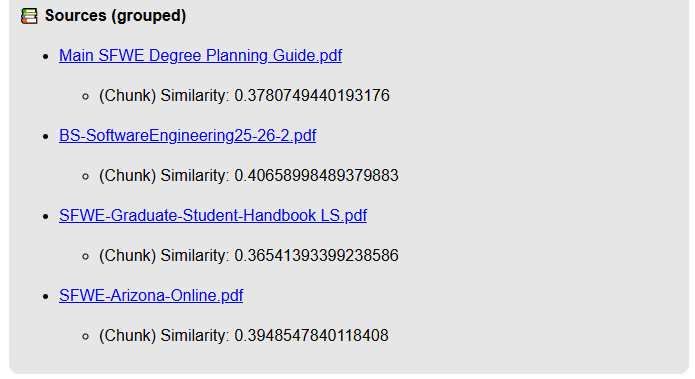 Sources (grouped)
Main SFWE Degree Planning Guide.pdf
(Chunk) Similarity: 0.3780749440193176
BS-SoftwareEngineering25-26-2.pdf
(Chunk) Similarity: 0.40658998489379883
SFWE-Graduate-Student-Handbook LS.pdf
(Chunk) Similarity: 0.36541393399238586
SFWE-Arizona-Online.pdf
(Chunk) Similarity: 0.3948547840118408